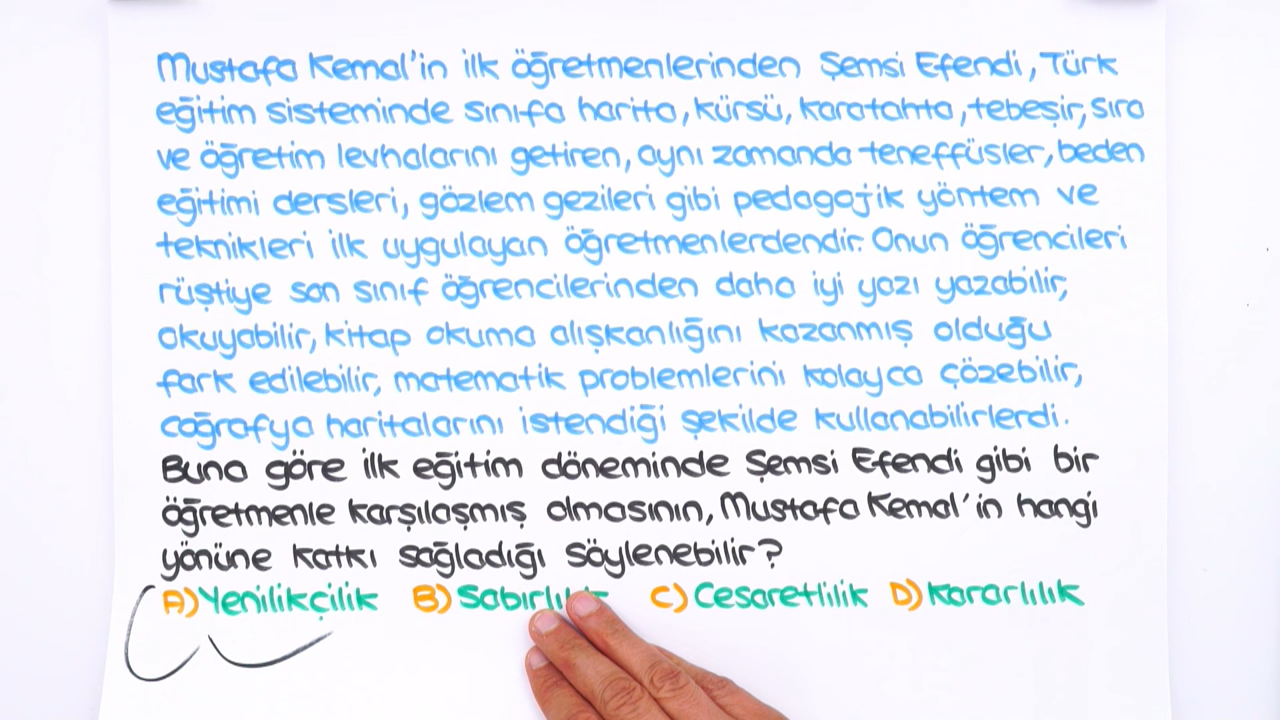 Mustafa Kemal'in ilk öğretmenlerinden Şemsi Efendi, Türk
eğitim sisteminde sınıfa harita, kürsü, karatahta, tebeşir, sıra
ve öğretim levhalarını getiren, aynı zamanda teneffüsler, beden
eğitimi dersleri, gözlem gezileri gibi pedagojik yöntem ve
teknikleri ilk uygulayan öğretmenlerdendir. Onun öğrencileri
rüştiye son sınıf öğrencilerinden daha iyi yazı yazabilir,
okuyabilir, kitap okuma alışkanlığını kazanmış olduğu
fark edilebilir, matematik problemlerini kolayca çözebilir,
coğrafya haritalarını istendiği şekilde kullanabilirlerdi.
Buna göre ilk eğitim döneminde Şemsi Efendi gibi bir
öğretmenle karşılaşmış olmasının, Mustafa Kemal'in hangi
yönüne katkı sağladığı söylenebilir?
A) Yenilikçilik B) C) Cesaretlilik D) Kararlılık